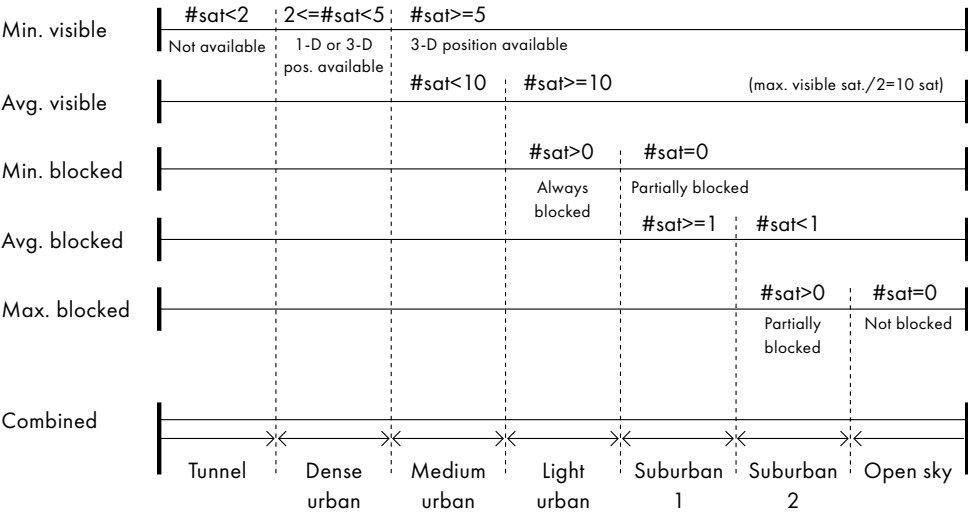 #sat<2 2<=#sat<5 #sat>=5
Min. visible
Not available 1-D or 3-D 3-D position available
pos. available
#sat<10 #sat>=10 (max. visible sat./2=10 sat)
Avg. visible
#sat>0 #sat=0
Min. blocked
Always Partially blocked
blocked
#sat>=1 #sat<1
Avg. blocked
#sat>0 #sat=0
Max. blocked
Partially Not blocked
blocked
Combined
Tunnel Dense Medium Light Suburban Suburban Open sky
urban urban urban 1 2